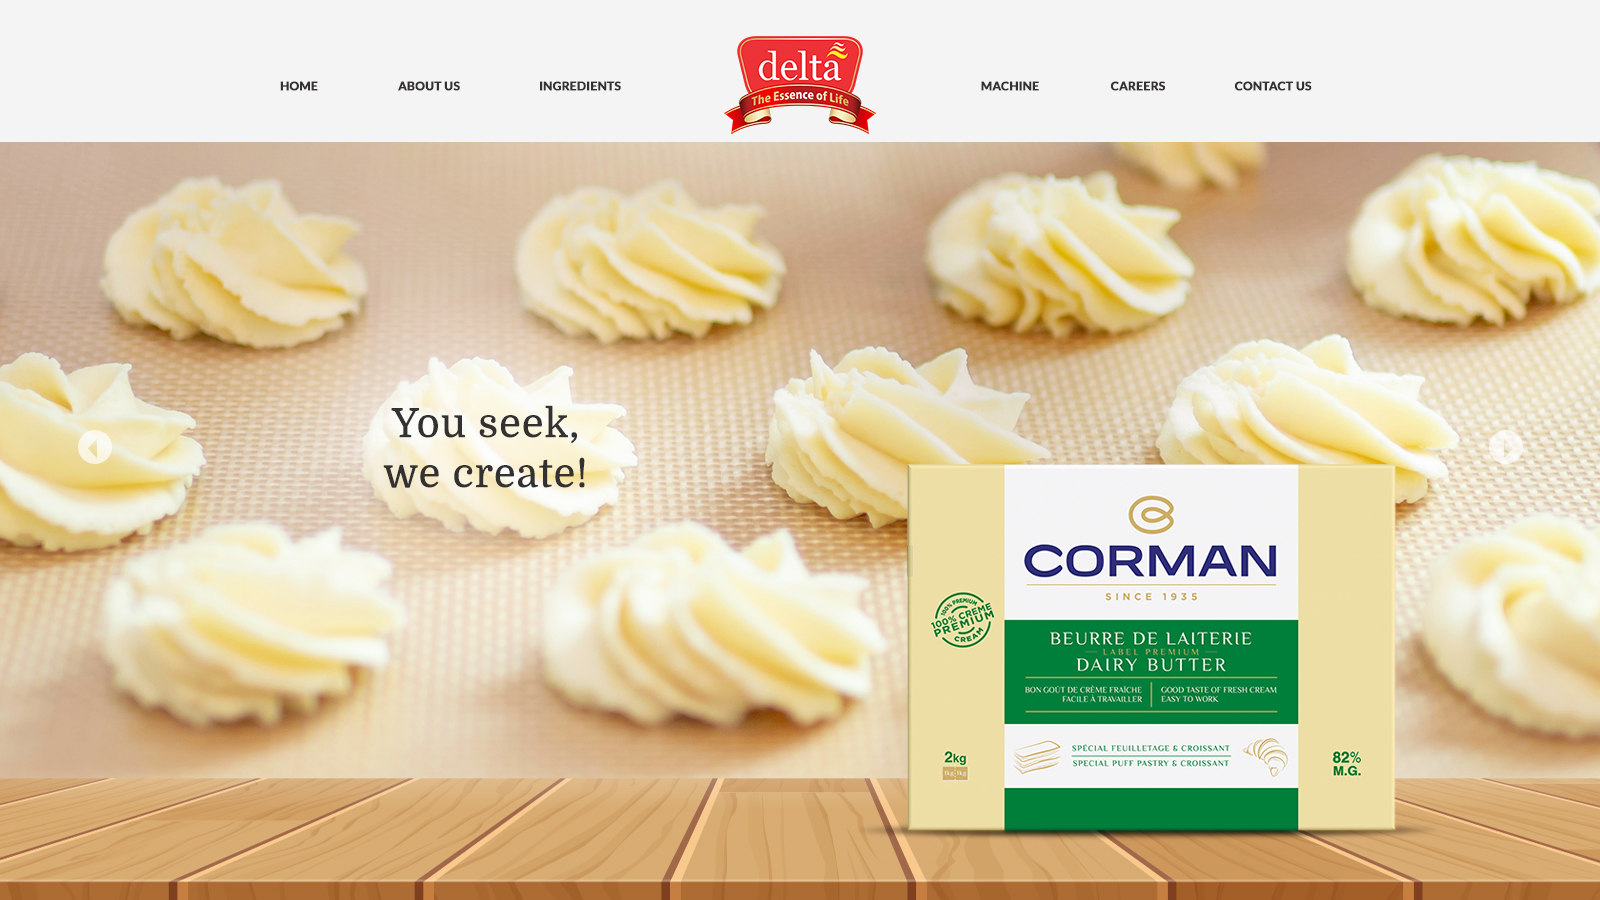 HOME
ABOUT US
INGREDIENTS
delta
The Essence of Life
MACHINE
CAREERS
CONTACT US
You seek,
we create!
CORMAN
SINCE 1935
100% PREMIUM
100% CREME
PREMIUM
CREAM
BEURRE DE LAITERIE
LABEL PREMIUM
DAIRY BUTTER
BON GOÛT DE CRÈME FRAÎCHE
FACILE À TRAVAILLER
GOOD TASTE OF FRESH CREAM
EASY TO WORK
SPÉCIAL FEUILLETAGE & CROISSANT
SPECIAL PUFF PASTRY & CROISSANT
2kg
1kg 1kg
82%
M.G.